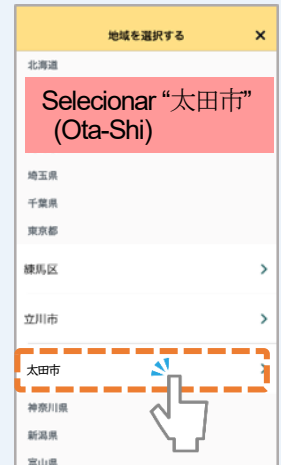 地域を選択する ×
北海道
Selecionar “太田市”
(Ota-Shi)
埼玉県
千葉県
東京都
練馬区
立川市
太田市
神奈川県
新潟県
富山県